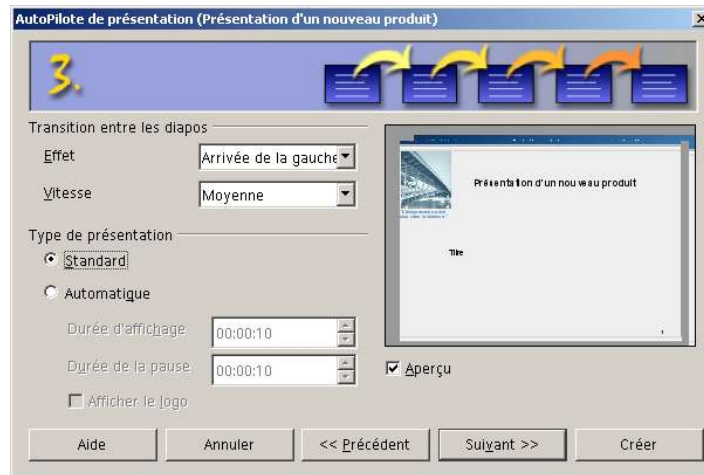 AutoPilote de présentation (Présentation d'un nouveau produit)
3.
Transition entre les diapos
Effet
Arrivée de la gauche
Vitesse
Moyenne
Type de présentation
Standard
Automatique
Durée d'affichage
00:00:10
Durée de la pause
00:00:10
Afficher le logo
Présentation d'un nouveau produit
Titre
Aperçu
Aide
Annuler
<< Précédent
Suivant >>
Créer